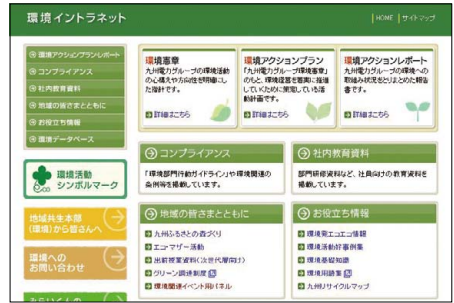 環境イントラネット
HOME | サイトマップ
環境アクションプランレポート
コンプライアンス
社内教育資料
地域の皆さまとともに
お役立ち情報
環境データベース
環境活動
シンボルマーク
地域共生本部
(環境)から皆さんへ
環境への
お問い合わせ
みらいくんの
環境憲章
九州電力グループの環境活動
の心構えや方向性を明確にし
た指針です。
詳細はこちら
環境アクションプラン
「九州電力グループ環境憲章」
のもと、環境経営を着実に推進
していくために策定している活
動計画です。
詳細はこちら
環境アクションレポート
九州電力グループの環境への
取組み状況をとりまとめた報告
書です。
詳細はこちら
コンプライアンス
「環境部門行動ガイドライン」や環境関連の
条例等を掲載しています。
社内教育資料
部門研修資料など、社員向けの教育資料を
掲載しています。
地域の皆さまとともに
九州ふるさとの森づくり
エコ・マザー活動
出前授業資料(次世代層向け)
グリーン調達制度
環境関連イベント用パネル
お役立ち情報
環境発エコエコ情報
環境活動好事例集
環境基礎知識
環境用語集
九州リサイクルマップ